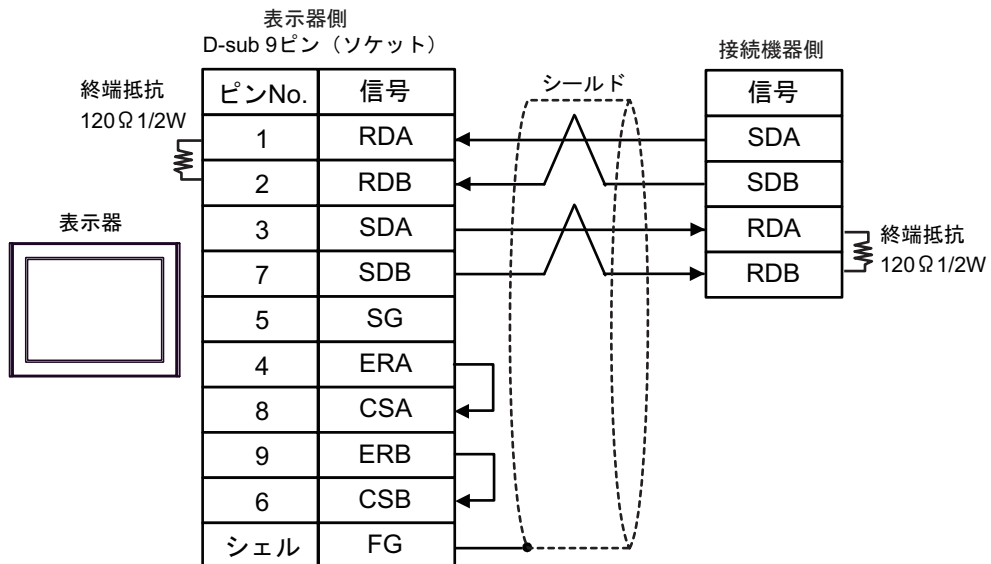 表示器側
D-sub 9ピン（ソケット）
接続機器側
終端抵抗
120Ω1/2W
シールド
ピンNo. 信号
1 RDA
2 RDB
3 SDA
7 SDB
5 SG
4 ERA
8 CSA
9 ERB
6 CSB
シェル FG
表示器
信号
SDA
SDB
RDA
RDB
終端抵抗
120Ω1/2W